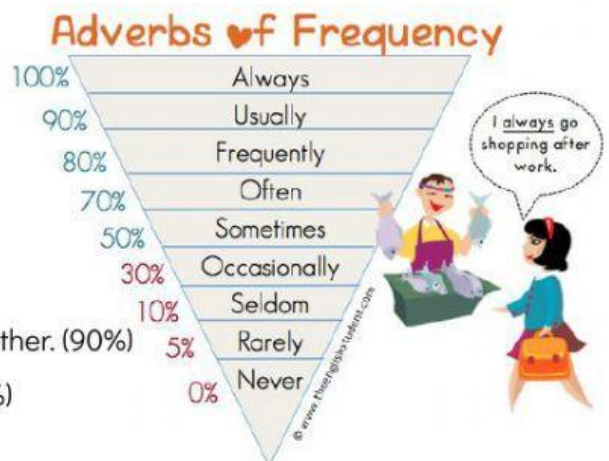 Adverbs of Frequency
100% Always
90% Usually
80% Frequently
70% Often
50% Sometimes
30% Occasionally
10% Seldom
5% Rarely
0% Never
I always go
shopping after
work.
ther. (90%)
%)
© www.theenglishstudent.com